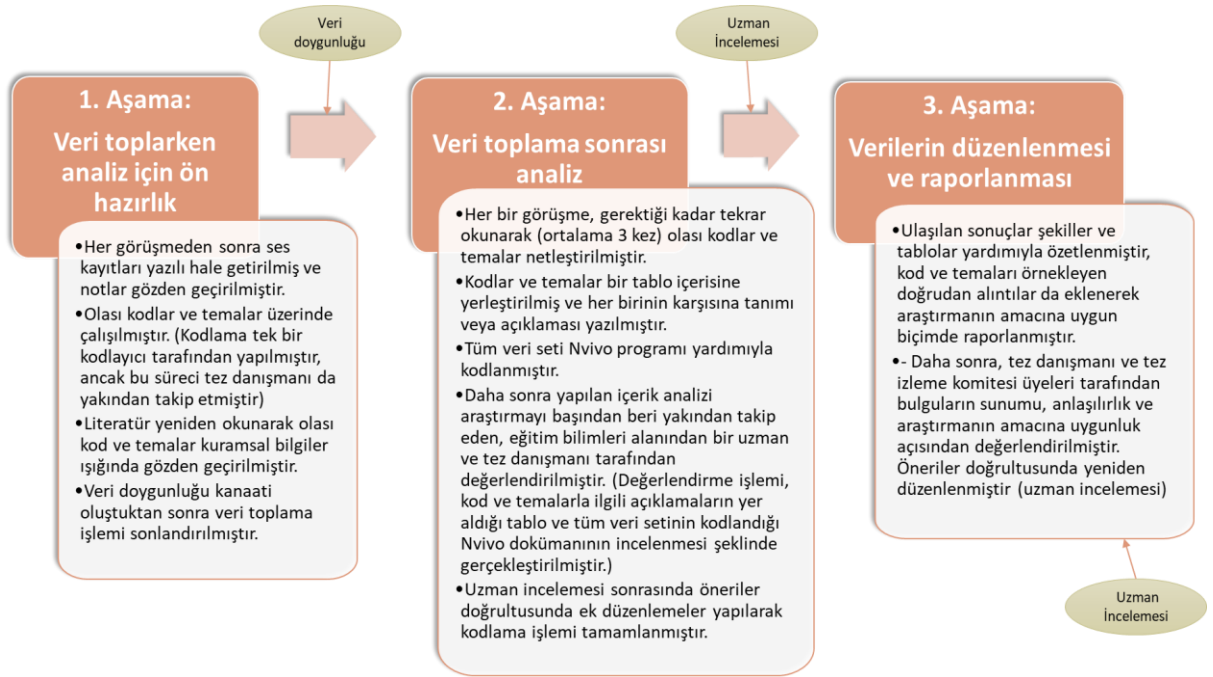 Veri
doygunluğu
Uzman
İncelemesi
1. Aşama:
Veri toplarken
analiz için ön
hazırlık
•Her görüşmeden sonra ses
kayıtları yazılı hale getirilmiş ve
notlar gözden geçirilmiştir.
•Olası kodlar ve temalar üzerinde
çalışılmıştır. (Kodlama tek bir
kodlayıcı tarafından yapılmıştır,
ancak bu süreci tez danışmanı da
yakından takip etmiştir)
•Literatür yeniden okunarak olası
kod ve temalar kuramsal bilgiler
ışığında gözden geçirilmiştir.
•Veri doygunluğu kanaati
oluştuktan sonra veri toplama
işlemi sonlandırılmıştır.
2. Aşama:
Veri toplama sonrası
analiz
•Her bir görüşme, gerektiği kadar tekrar
okunarak (ortalama 3 kez) olası kodlar ve
temalar netleştirilmiştir.
•Kodlar ve temalar bir tablo içerisine
yerleştirilmiş ve her birinin karşısına tanımı
veya açıklaması yazılmıştır.
•Tüm veri seti Nvivo programı yardımıyla
kodlanmıştır.
•Daha sonra yapılan içerik analizi
araştırmayı başından beri yakından takip
eden, eğitim bilimleri alanından bir uzman
ve tez danışmanı tarafından
değerlendirilmiştir. (Değerlendirme işlemi,
kod ve temalarla ilgili açıklamaların yer
aldığı tablo ve tüm veri setinin kodlandığı
Nvivo dokümanının incelenmesi şeklinde
gerçekleştirilmiştir.)
•Uzman incelemesi sonrasında öneriler
doğrultusunda ek düzenlemeler yapılarak
kodlama işlemi tamamlanmıştır.
3. Aşama:
Verilerin düzenlenmesi
ve raporlanması
•Ulaşılan sonuçlar şekiller ve
tablolar yardımıyla özetlenmiştir,
kod ve temaları örnekleyen
doğrudan alıntılar da eklenerek
araştırmanın amacına uygun
biçimde raporlanmıştır.
•- Daha sonra, tez danışmanı ve tez
izleme komitesi üyeleri tarafından
bulguların sunumu, anlaşılırlık ve
araştırmanın amacına uygunluk
açısından değerlendirilmiştir.
Öneriler doğrultusunda yeniden
düzenlenmiştir (uzman incelemesi)
Uzman
İncelemesi